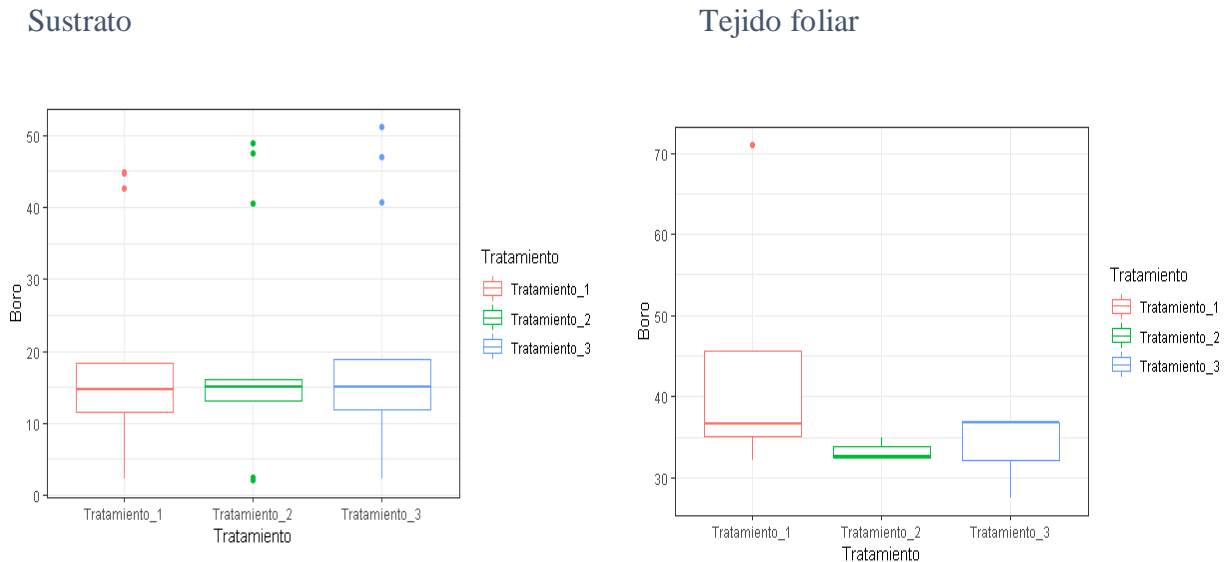 Sustrato
50
40
30
20
10
0
Boro
Tratamiento_1
Tratamiento_2
Tratamiento_3
Tratamiento
Tratamiento
Tratamiento_1
Tratamiento_2
Tratamiento_3
Tejido foliar
70
60
50
40
30
Boro
Tratamiento_1
Tratamiento_2
Tratamiento_3
Tratamiento
Tratamiento
Tratamiento_1
Tratamiento_2
Tratamiento_3